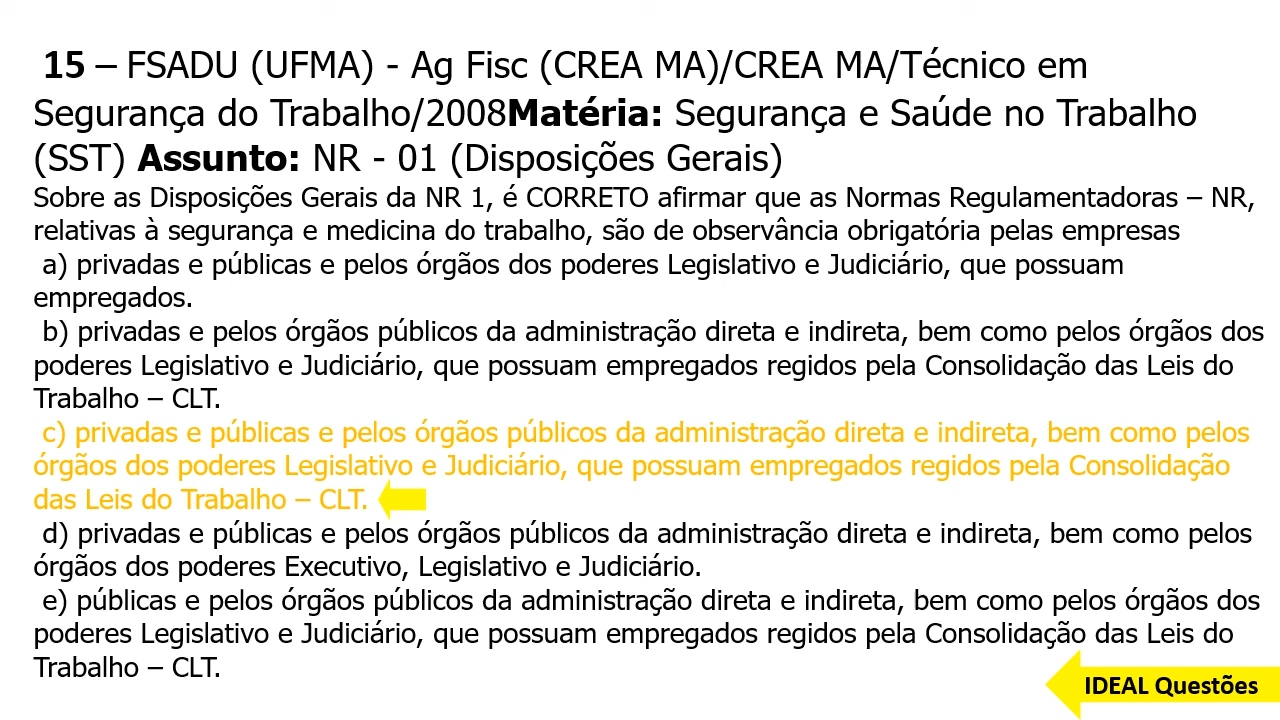 15 – FSADU (UFMA) - Ag Fisc (CREA MA)/CREA MA/Técnico em
Segurança do Trabalho/2008Matéria: Segurança e Saúde no Trabalho
(SST) Assunto: NR - 01 (Disposições Gerais)
Sobre as Disposições Gerais da NR 1, é CORRETO afirmar que as Normas Regulamentadoras – NR,
relativas à segurança e medicina do trabalho, são de observância obrigatória pelas empresas
a) privadas e públicas e pelos órgãos dos poderes Legislativo e Judiciário, que possuam
empregados.
b) privadas e pelos órgãos públicos da administração direta e indireta, bem como pelos órgãos dos
poderes Legislativo e Judiciário, que possuam empregados regidos pela Consolidação das Leis do
Trabalho – CLT.
c) privadas e públicas e pelos órgãos públicos da administração direta e indireta, bem como pelos
órgãos dos poderes Legislativo e Judiciário, que possuam empregados regidos pela Consolidação
das Leis do Trabalho – CLT.
d) privadas e públicas e pelos órgãos públicos da administração direta e indireta, bem como pelos
órgãos dos poderes Executivo, Legislativo e Judiciário.
e) públicas e pelos órgãos públicos da administração direta e indireta, bem como pelos órgãos dos
poderes Legislativo e Judiciário, que possuam empregados regidos pela Consolidação das Leis do
Trabalho – CLT.
IDEAL Questões